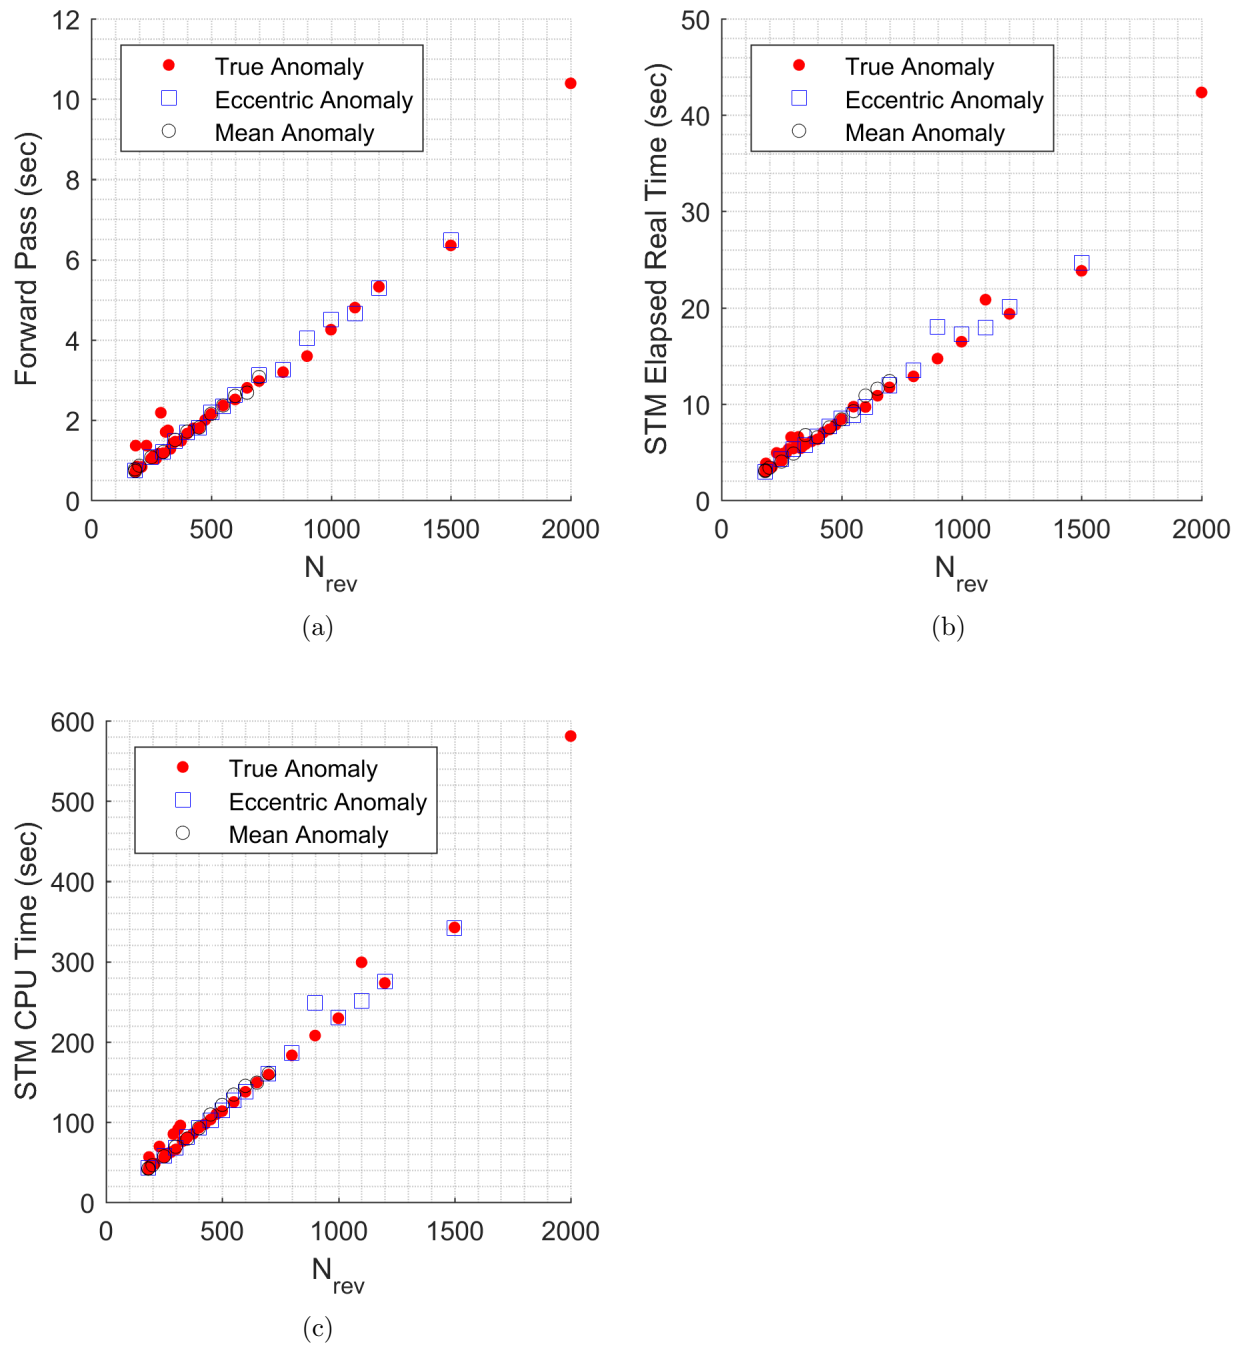 12
10
8
6
4
2
0
Forward Pass (sec)
True Anomaly
Eccentric Anomaly
Mean Anomaly
0 500 1000 1500 2000
N_rev
(a)
50
40
30
20
10
0
STM Elapsed Real Time (sec)
True Anomaly
Eccentric Anomaly
Mean Anomaly
0 500 1000 1500 2000
N_rev
(b)
600
500
400
300
200
100
0
STM CPU Time (sec)
True Anomaly
Eccentric Anomaly
Mean Anomaly
0 500 1000 1500 2000
N_rev
(c)